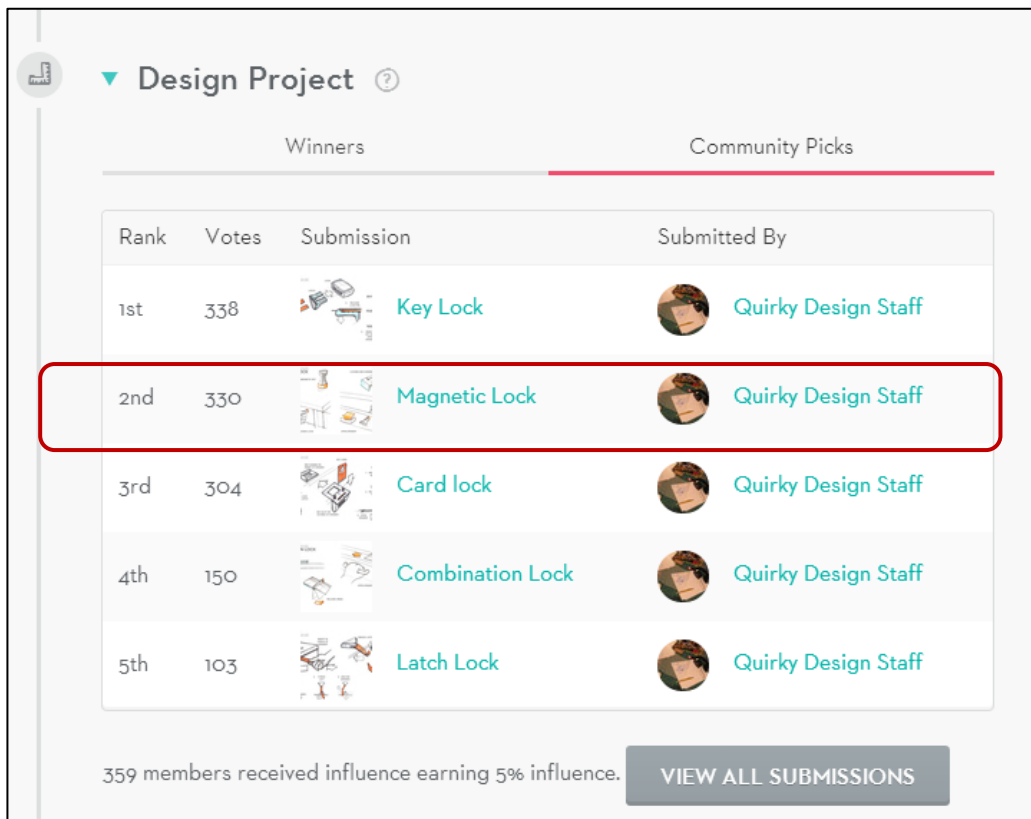 Design Project ?
Winners Community Picks
Rank Votes Submission Submitted By
1st 338 Key Lock Quirky Design Staff
2nd 330 Magnetic Lock Quirky Design Staff
3rd 304 Card lock Quirky Design Staff
4th 150 Combination Lock Quirky Design Staff
5th 103 Latch Lock Quirky Design Staff
359 members received influence earning 5% influence. VIEW ALL SUBMISSIONS